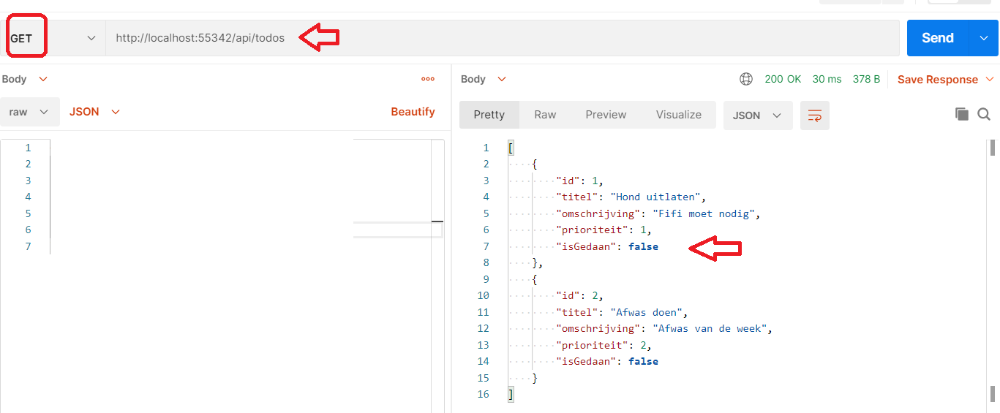 GET http://localhost:55342/api/todos Send
Body
raw JSON Beautify
1
2
3
4
5
6
7
Body 200 OK 30 ms 378 B Save Response
Pretty Raw Preview Visualize JSON
1 [
2 {
3 "id": 1,
4 "titel": "Hond uitlaten",
5 "omschrijving": "Fifi moet nodig",
6 "prioriteit": 1,
7 "isGedaan": false
8 },
9 {
10 "id": 2,
11 "titel": "Afwas doen",
12 "omschrijving": "Afwas van de week",
13 "prioriteit": 2,
14 "isGedaan": false
15 }
16 ]